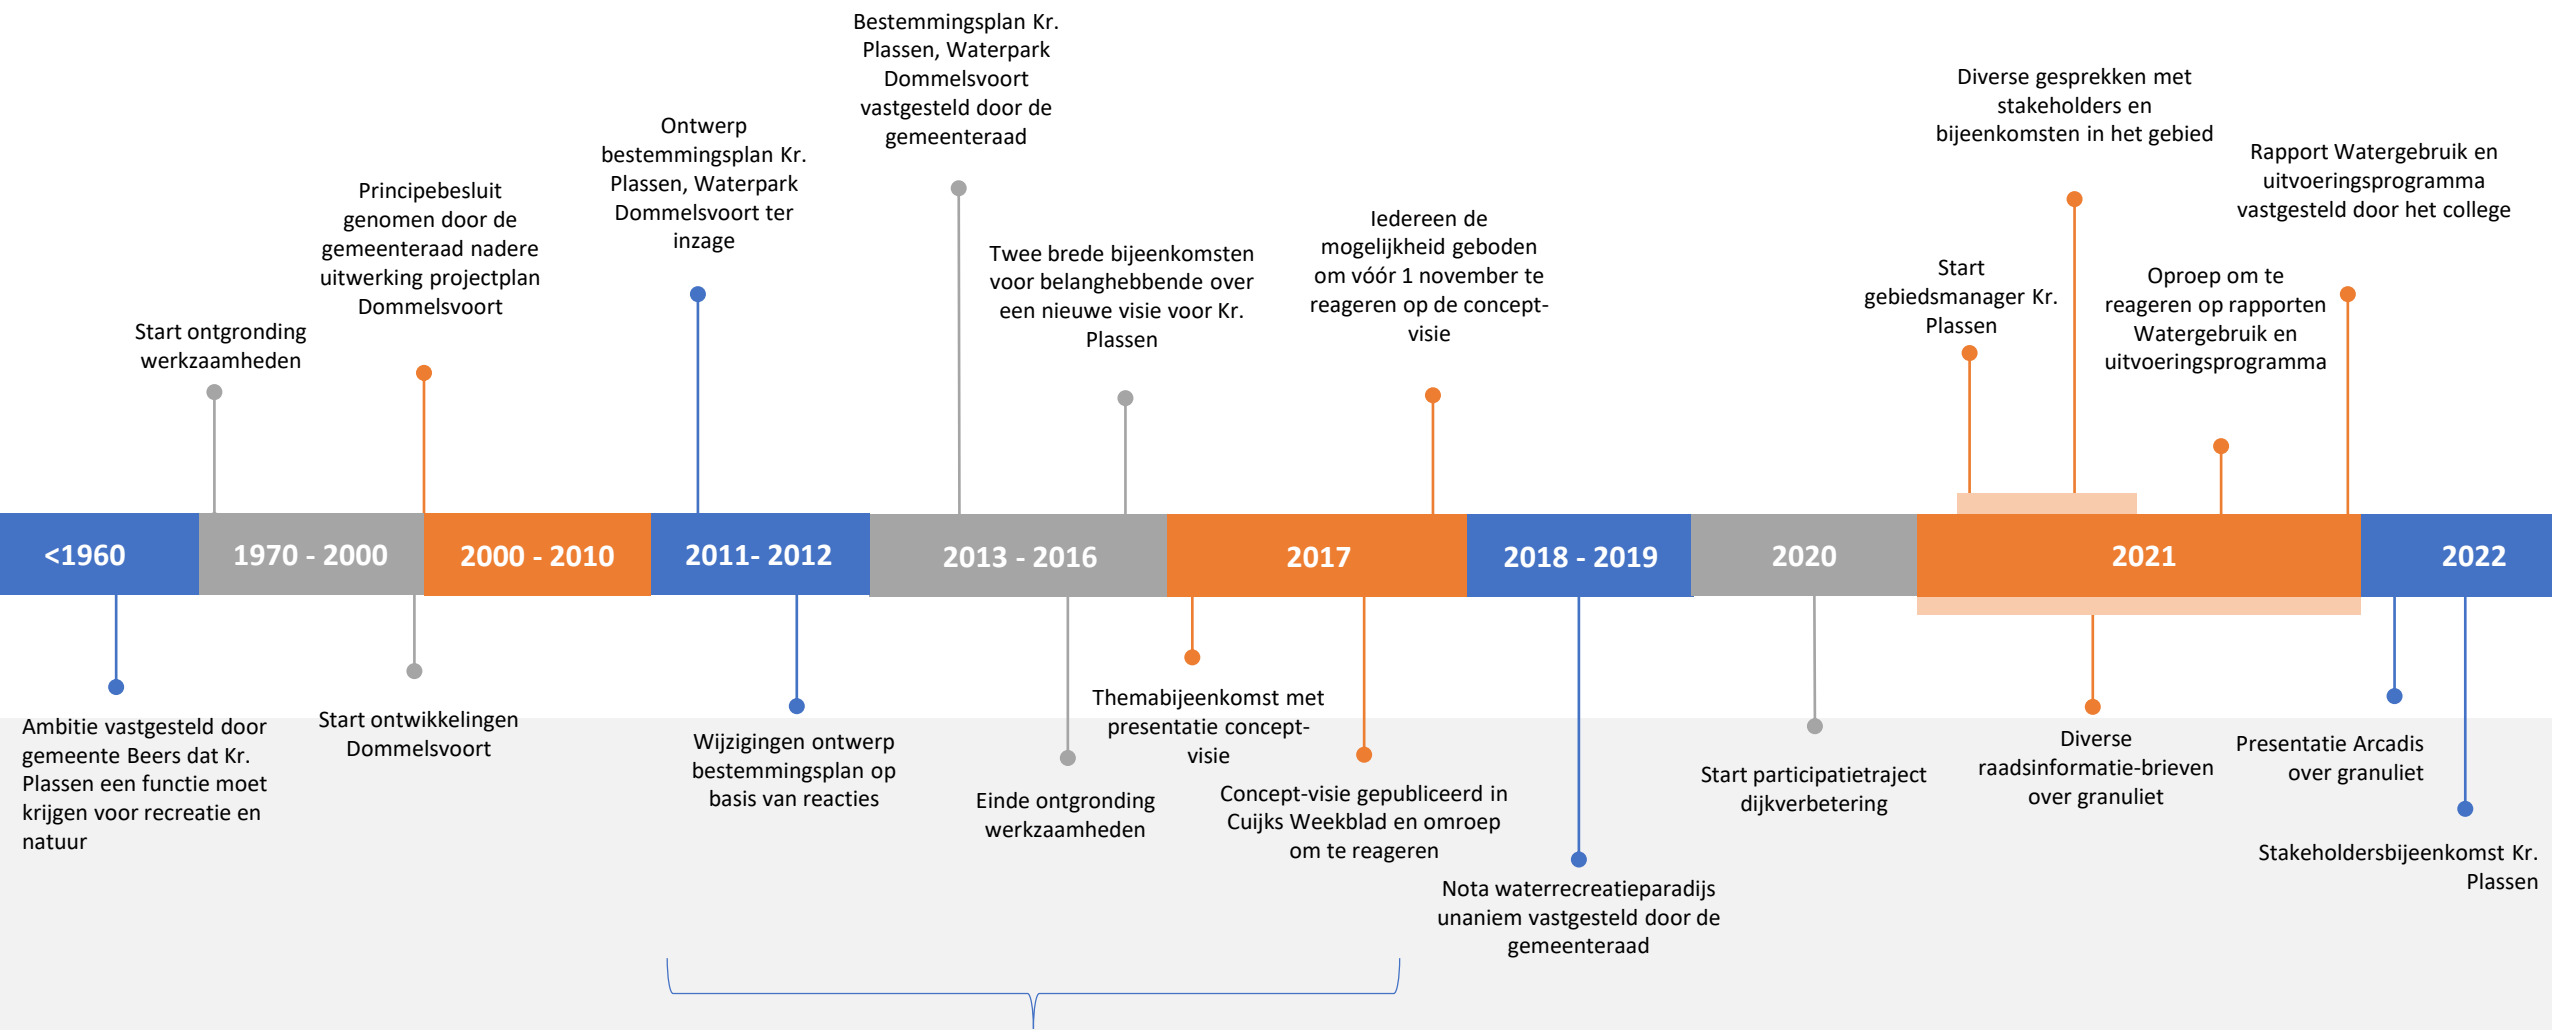 Bestemmingsplan Kr.
Plassen, Waterpark
Dommelsvoort
vastgesteld door de
gemeenteraad
Diverse gesprekken met
stakeholders en
bijeenkomsten in het gebied
Ontwerp
bestemmingsplan Kr.
Plassen, Waterpark
Dommelsvoort ter
inzage
Rapport Watergebruik en
uitvoeringsprogramma
vastgesteld door het college
Principebesluit
genomen door de
gemeenteraad nadere
uitwerking projectplan
Dommelsvoort
Iedereen de
mogelijkheid geboden
om vóór 1 november te
reageren op de concept-
visie
Twee brede bijeenkomsten
voor belanghebbende over
een nieuwe visie voor Kr.
Plassen
Start
gebiedsmanager Kr.
Plassen
Oproep om te
reageren op rapporten
Watergebruik en
uitvoeringsprogramma
Start ontgronding
werkzaamheden
<1960
1970 - 2000
2000 - 2010
2011- 2012
2013 - 2016
2017
2018 - 2019
2020
2021
2022
Ambitie vastgesteld door
gemeente Beers dat Kr.
Plassen een functie moet
krijgen voor recreatie en
natuur
Start ontwikkelingen
Dommelsvoort
Wijzigingen ontwerp
bestemmingsplan op
basis van reacties
Einde ontgronding
werkzaamheden
Themabijeenkomst met
presentatie concept-
visie
Concept-visie gepubliceerd in
Cuijks Weekblad en omroep
om te reageren
Nota waterrecreatieparadijs
unaniem vastgesteld door de
gemeenteraad
Start participatietraject
dijkverbetering
Diverse
raadsinformatie-brieven
over granuliet
Presentatie Arcadis
over granuliet
Stakeholdersbijeenkomst Kr.
Plassen